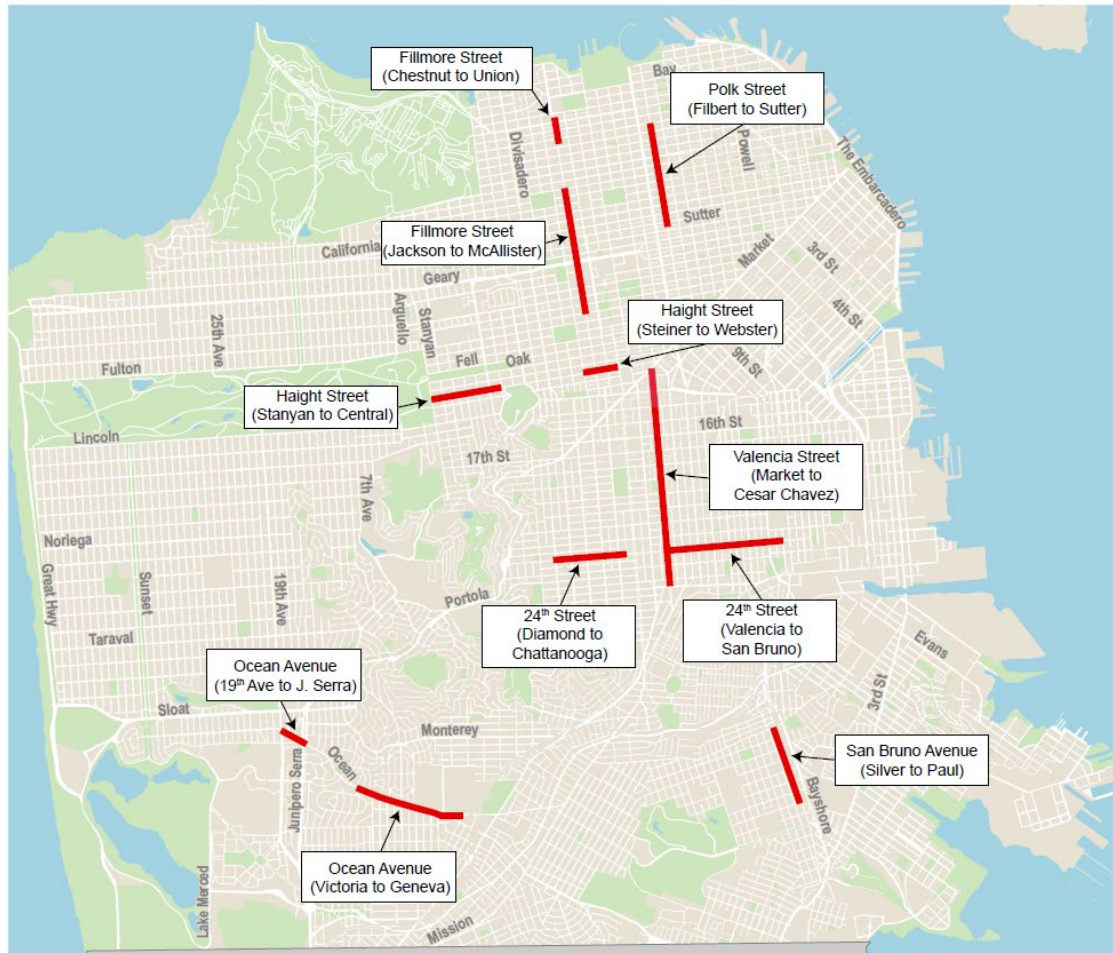 Fillmore Street
(Chestnut to Union)
Bay
Polk Street
(Filbert to Sutter)
Divisadero
Powell
The Embarcadero
Fillmore Street
(Jackson to McAllister)
Sutter
California
Market
3rd St
Geary
4th St
Arguello
Stanyan
25th Ave
Haight Street
(Steiner to Webster)
Fell
Oak
9th St
Fulton
Haight Street
(Stanyan to Central)
16th St
Lincoln
17th St
Valencia Street
(Market to
Cesar Chavez)
7th Ave
Noriega
Great Hwy
Sunset
19th Ave
Portola
24th Street
(Diamond to
Chattanooga)
24th Street
(Valencia to
San Bruno)
Taraval
Evans
Ocean Avenue
(19th Ave to J. Serra)
3rd St
Sloat
Monterey
Ocean
Junipero Serra
San Bruno Avenue
(Silver to Paul)
Bayshore
Ocean Avenue
(Victoria to Geneva)
Lake Merced
Mission